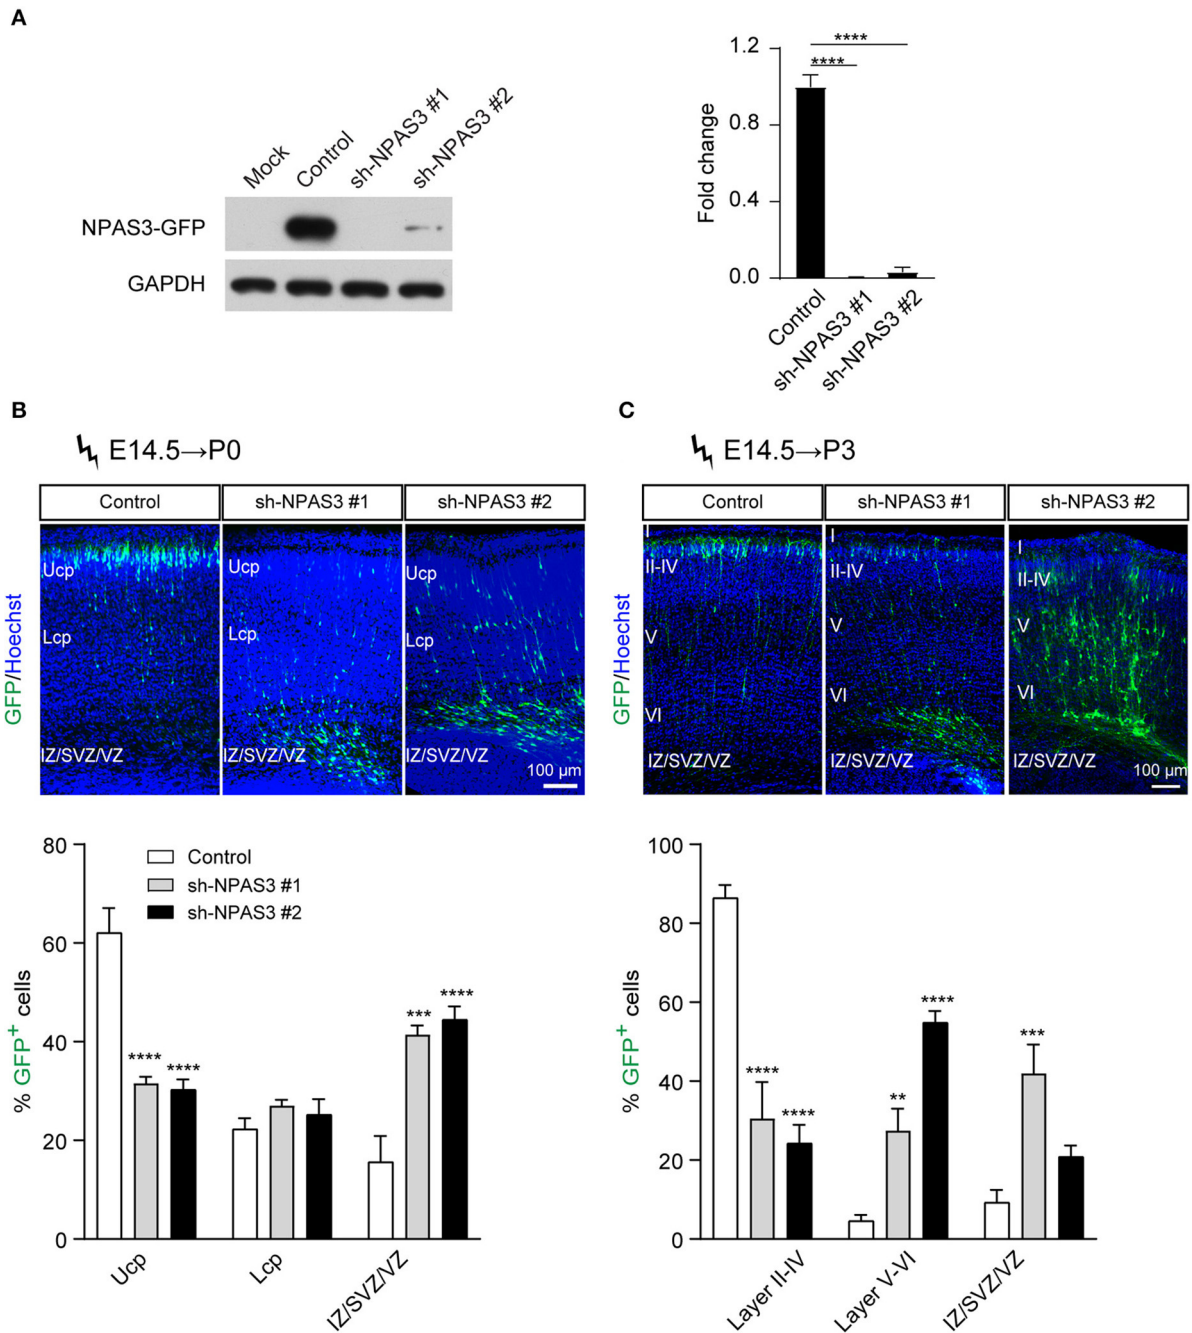 A
Mock
Control
sh-NPAS3 #1
sh-NPAS3 #2
NPAS3-GFP
GAPDH
****
****
1.2
0.8
0.4
0.0
Fold change
Control
sh-NPAS3 #1
sh-NPAS3 #2
B
E14.5→P0
Control
sh-NPAS3 #1
sh-NPAS3 #2
GFP/Hoechst
Ucp
Lcp
IZ/SVZ/VZ
Ucp
Lcp
IZ/SVZ/VZ
Ucp
Lcp
IZ/SVZ/VZ
100 µm
80
60
40
20
0
% GFP+ cells
Control
sh-NPAS3 #1
sh-NPAS3 #2
****
****
***
****
Ucp
Lcp
IZ/SVZ/VZ
C
E14.5→P3
Control
sh-NPAS3 #1
sh-NPAS3 #2
GFP/Hoechst
I
II-IV
V
VI
IZ/SVZ/VZ
I
II-IV
V
VI
IZ/SVZ/VZ
I
II-IV
V
VI
IZ/SVZ/VZ
100 µm
100
80
60
40
20
0
% GFP+ cells
****
****
**
****
***
Layer II-IV
Layer V-VI
IZ/SVZ/VZ